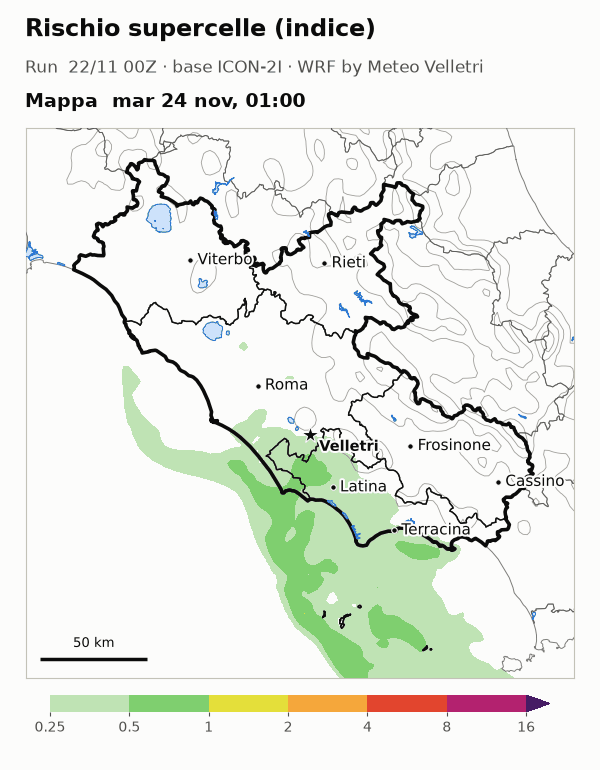 Rischio supercelle (indice)
Run  22/11 00Z · base ICON-2I · WRF by Meteo Velletri
Mappa  mar 24 nov, 01:00
Viterbo
Rieti
Roma
Velletri
Frosinone
Latina
Cassino
Terracina
50 km
0.25 0.5 1 2 4 8 16